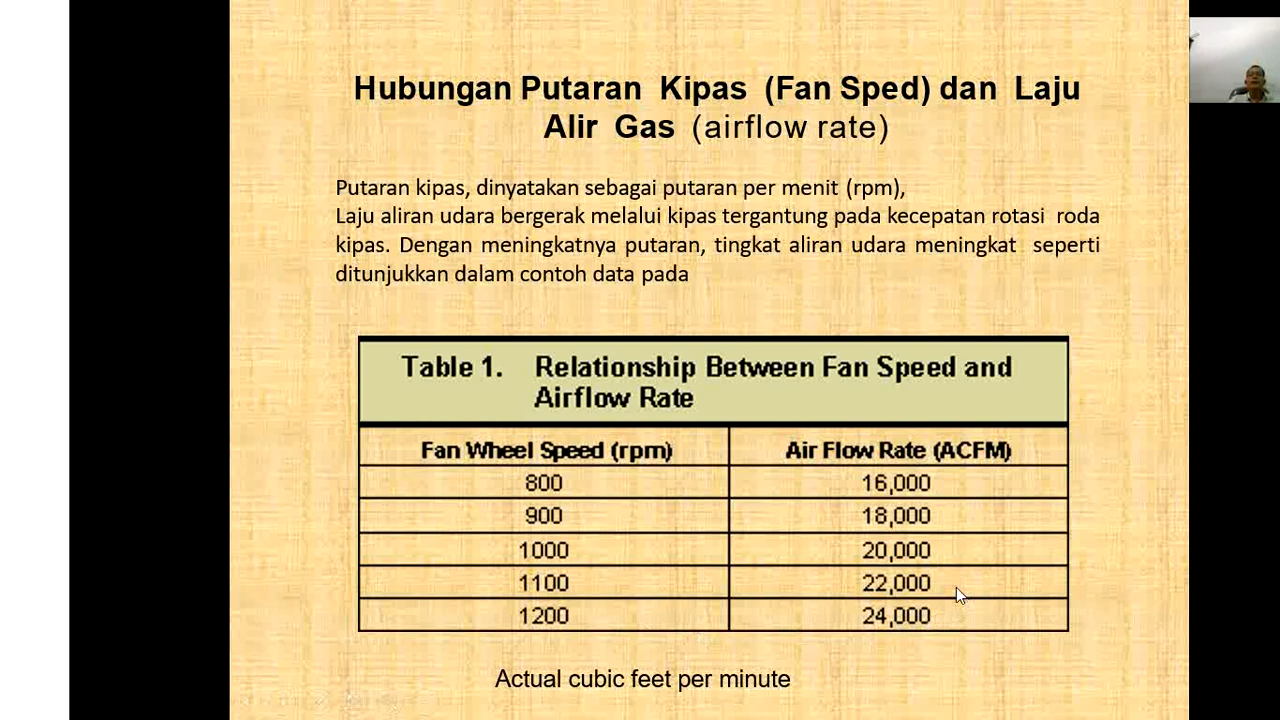 Hubungan Putaran Kipas (Fan Sped) dan Laju
Alir Gas (airflow rate)
Putaran kipas, dinyatakan sebagai putaran per menit (rpm),
Laju aliran udara bergerak melalui kipas tergantung pada kecepatan rotasi roda
kipas. Dengan meningkatnya putaran, tingkat aliran udara meningkat seperti
ditunjukkan dalam contoh data pada
Table 1. Relationship Between Fan Speed and
Airflow Rate
Fan Wheel Speed (rpm) Air Flow Rate (ACFM)
800 16,000
900 18,000
1000 20,000
1100 22,000
1200 24,000
Actual cubic feet per minute